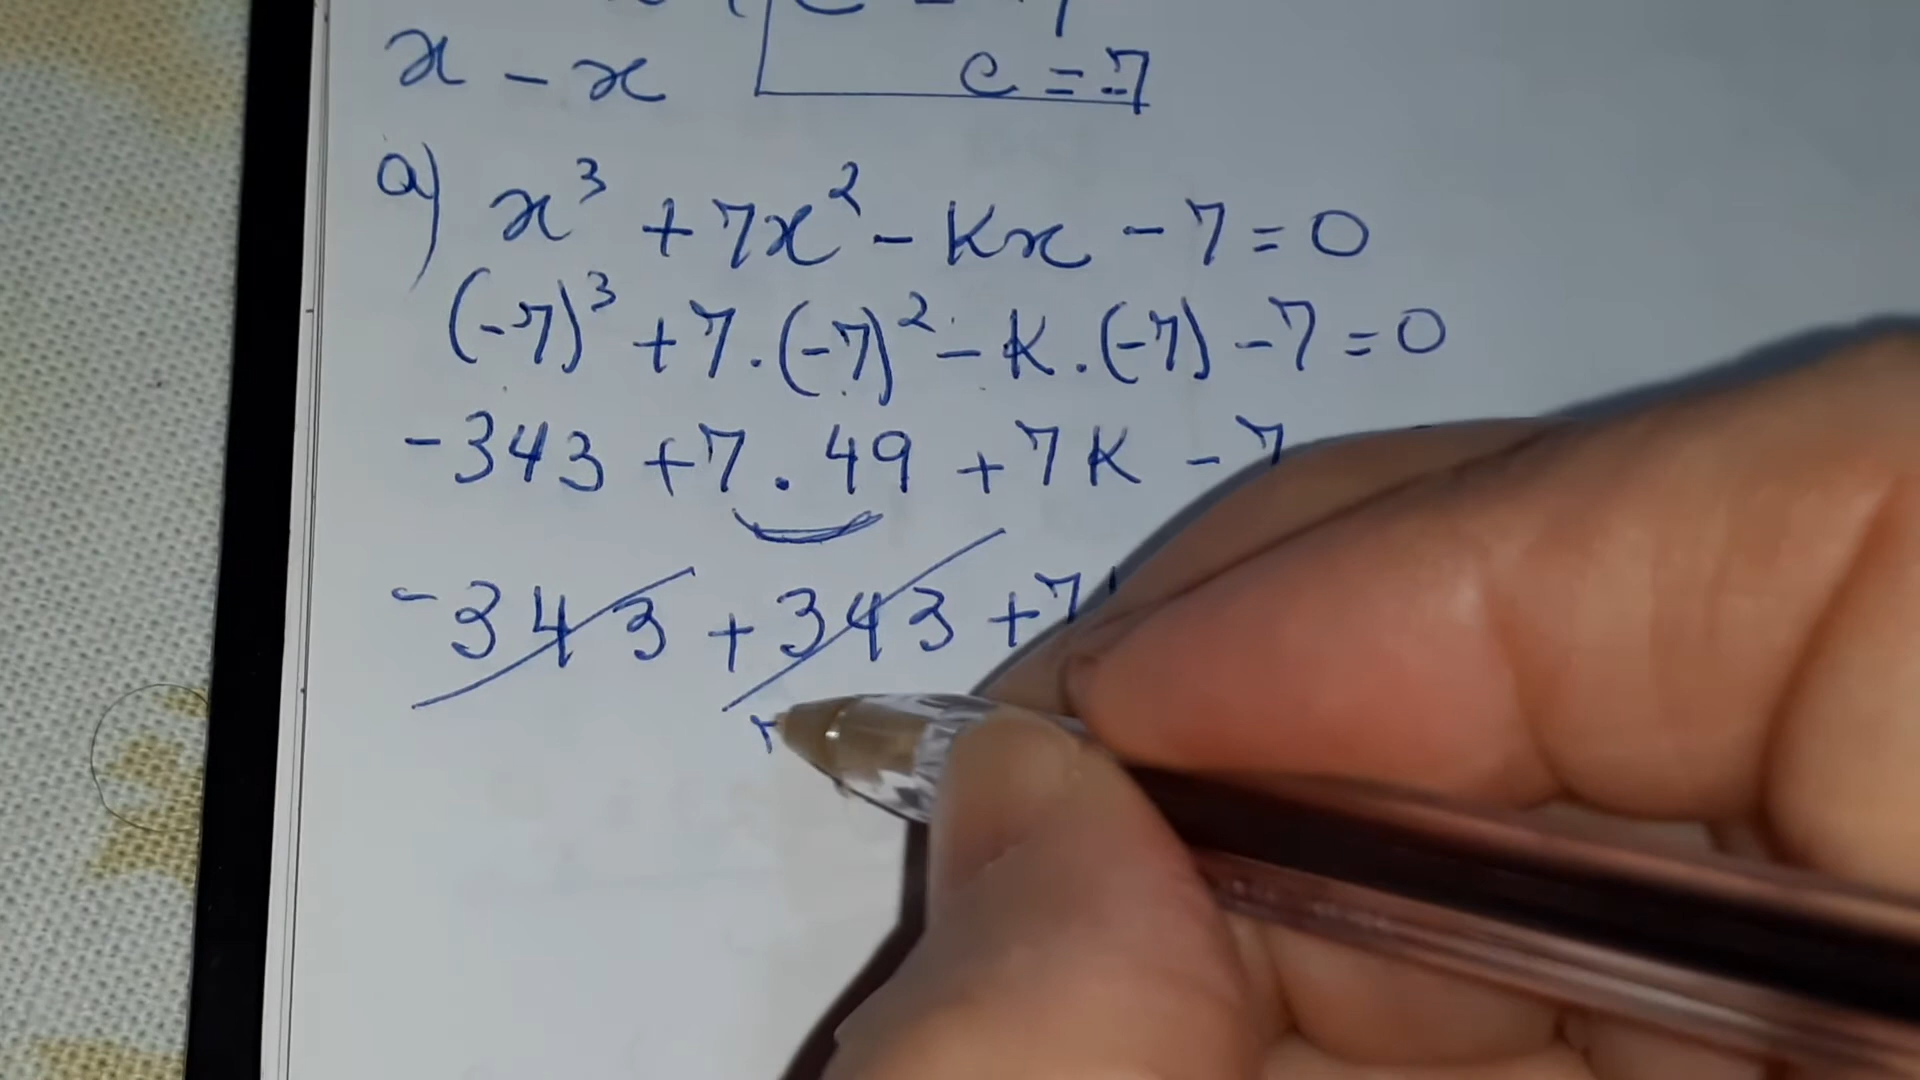 x - x
c = -7
a) x³ + 7x² - Kx - 7 = 0
(-7)³ + 7 . (-7)² - K . (-7) - 7 = 0
-343 + 7 . 49 + 7K - 7
-343 + 343 + 7